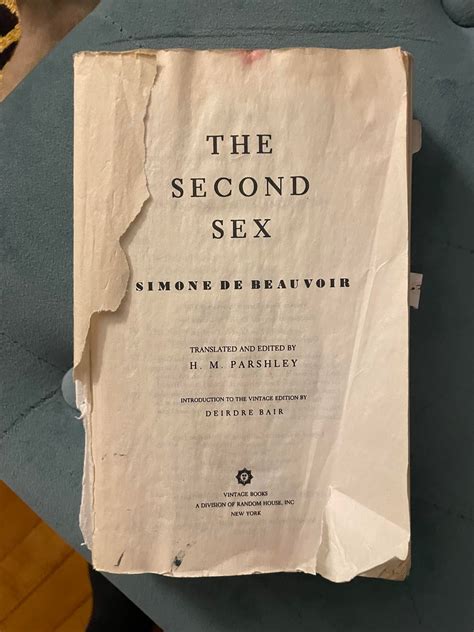 THE
SECOND
SEX
SIMONE DE BEAUVOIR
TRANSLATED AND EDITED BY
H. M. PARSHLEY
INTRODUCTION TO THE VINTAGE EDITION BY
DEIRDRE BAIR
VINTAGE BOOKS
A DIVISION OF RANDOM HOUSE, INC
NEW YORK